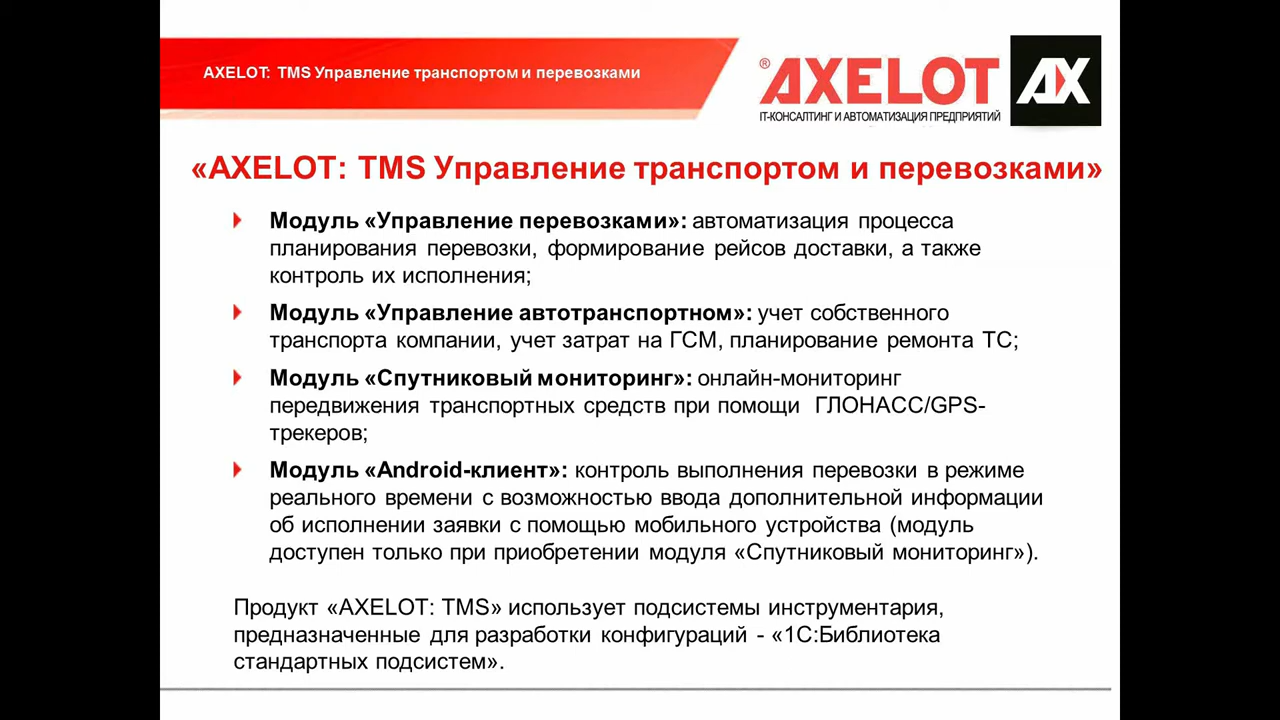 AXELOT: TMS Управление транспортом и перевозками
® AXELOT AX
IT-КОНСАЛТИНГ И АВТОМАТИЗАЦИЯ ПРЕДПРИЯТИЙ
«AXELOT: TMS Управление транспортом и перевозками»
Модуль «Управление перевозками»: автоматизация процесса
планирования перевозки, формирование рейсов доставки, а также
контроль их исполнения;
Модуль «Управление автотранспортном»: учет собственного
транспорта компании, учет затрат на ГСМ, планирование ремонта ТС;
Модуль «Спутниковый мониторинг»: онлайн-мониторинг
передвижения транспортных средств при помощи ГЛОНАСС/GPS-
трекеров;
Модуль «Android-клиент»: контроль выполнения перевозки в режиме
реального времени с возможностью ввода дополнительной информации
об исполнении заявки с помощью мобильного устройства (модуль
доступен только при приобретении модуля «Спутниковый мониторинг»).
Продукт «AXELOT: TMS» использует подсистемы инструментария,
предназначенные для разработки конфигураций - «1С:Библиотека
стандартных подсистем».